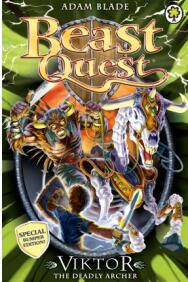 ADAM BLADE
Beast
Quest
SPECIAL
BUMPER
EDITION!
VIKTOR
THE DEADLY ARCHER